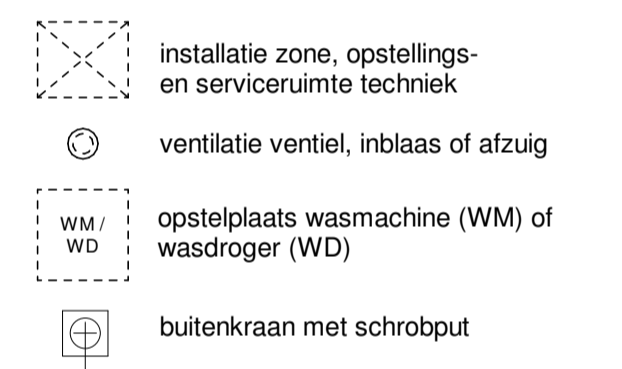 installatie zone, opstellings-
en serviceruimte techniek
ventilatie ventiel, inblaas of afzuig
WM /
WD
opstelplaats wasmachine (WM) of
wasdroger (WD)
buitenkraan met schrobput